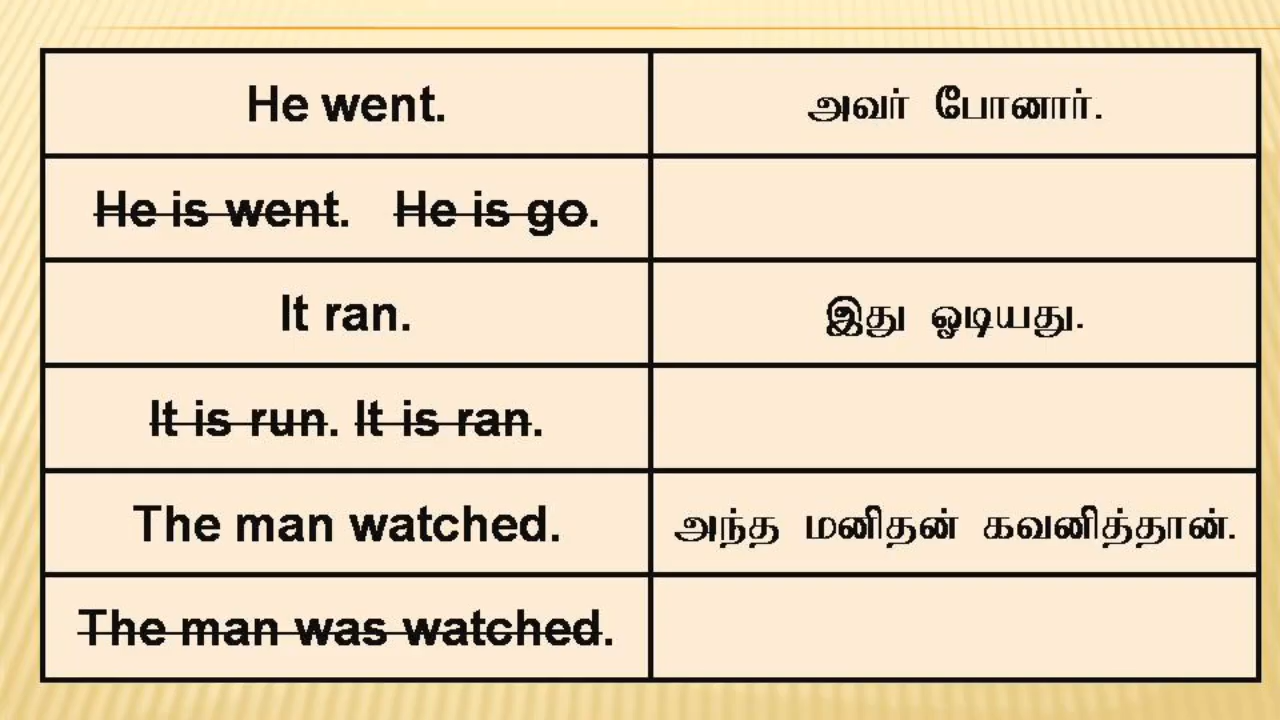 He went. அவர் போனார்.
He is went. He is go.
It ran. இது ஓடியது.
It is run. It is ran.
The man watched. அந்த மனிதன் கவனித்தான்.
The man was watched.